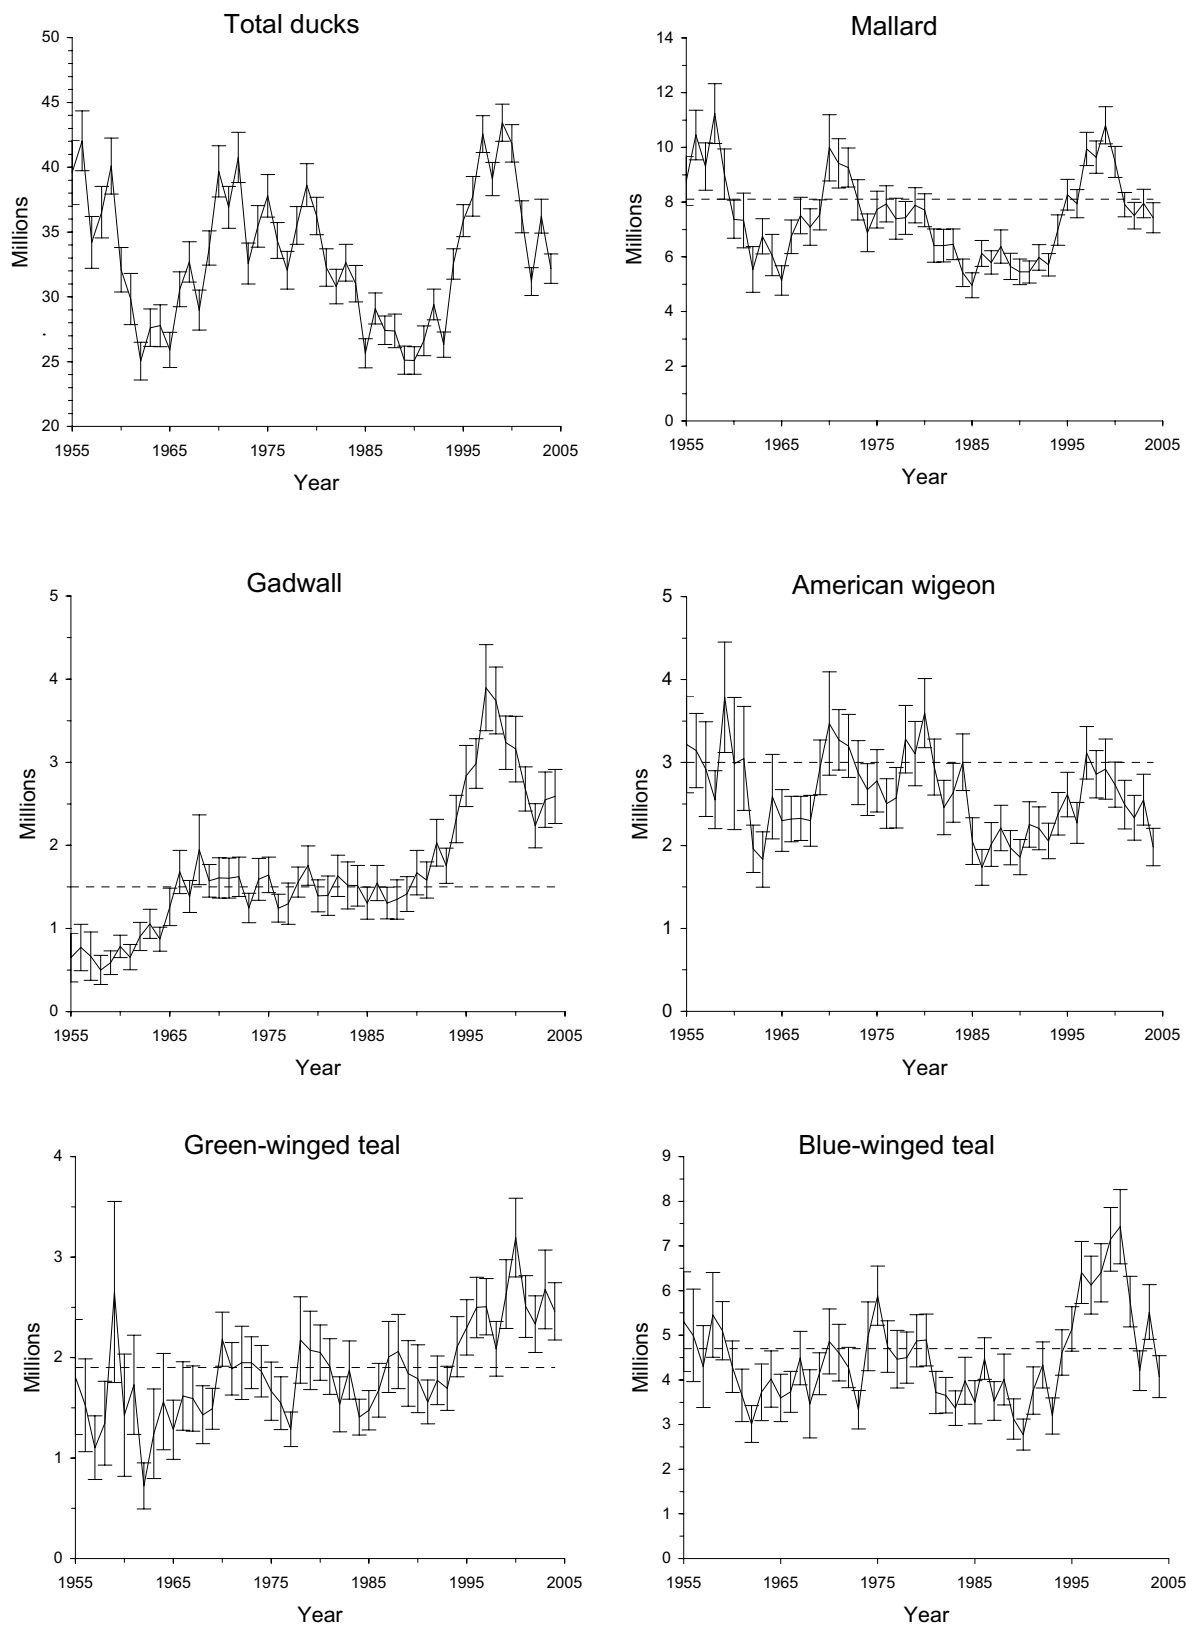 Total ducks
50
45
40
35
30
25
20
Millions
1955 1965 1975 1985 1995 2005
Year
Mallard
14
12
10
8
6
4
2
0
Millions
1955 1965 1975 1985 1995 2005
Year
Gadwall
5
4
3
2
1
0
Millions
1955 1965 1975 1985 1995 2005
Year
American wigeon
5
4
3
2
1
0
Millions
1955 1965 1975 1985 1995 2005
Year
Green-winged teal
4
3
2
1
0
Millions
1955 1965 1975 1985 1995 2005
Year
Blue-winged teal
9
8
7
6
5
4
3
2
1
0
Millions
1955 1965 1975 1985 1995 2005
Year